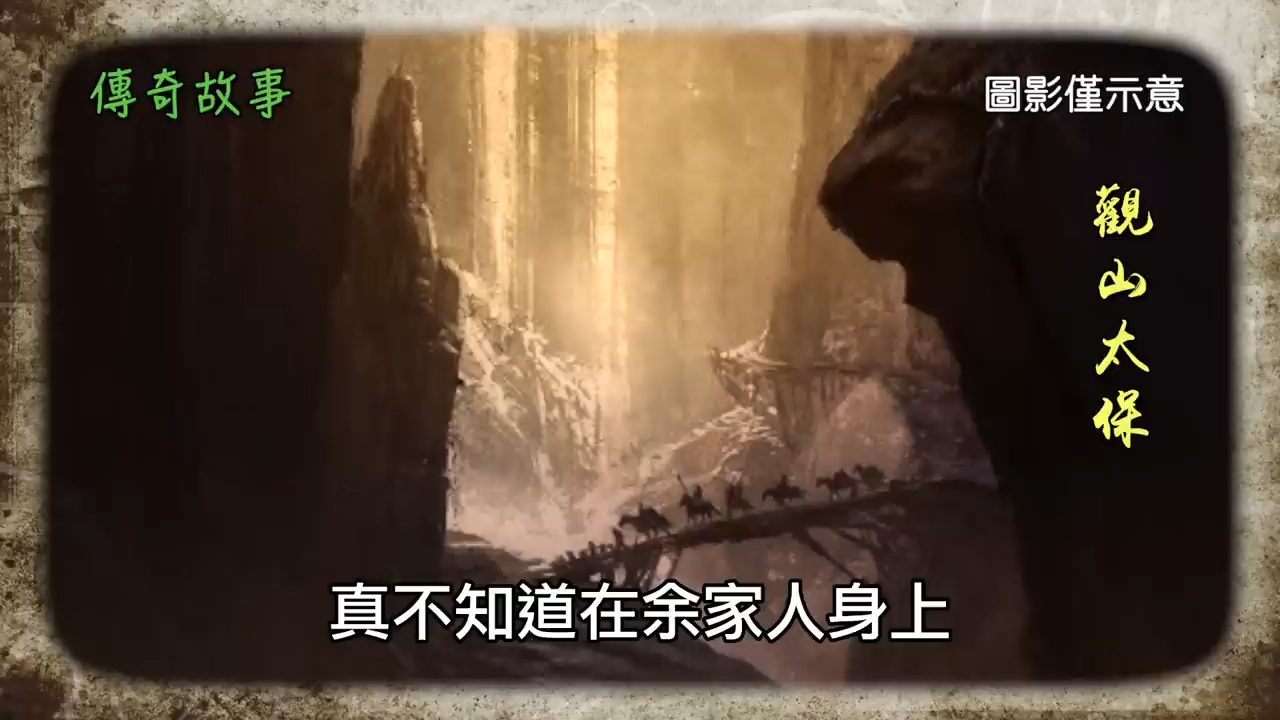 傳奇故事
圖影僅示意
觀山太保
真不知道在余家人身上